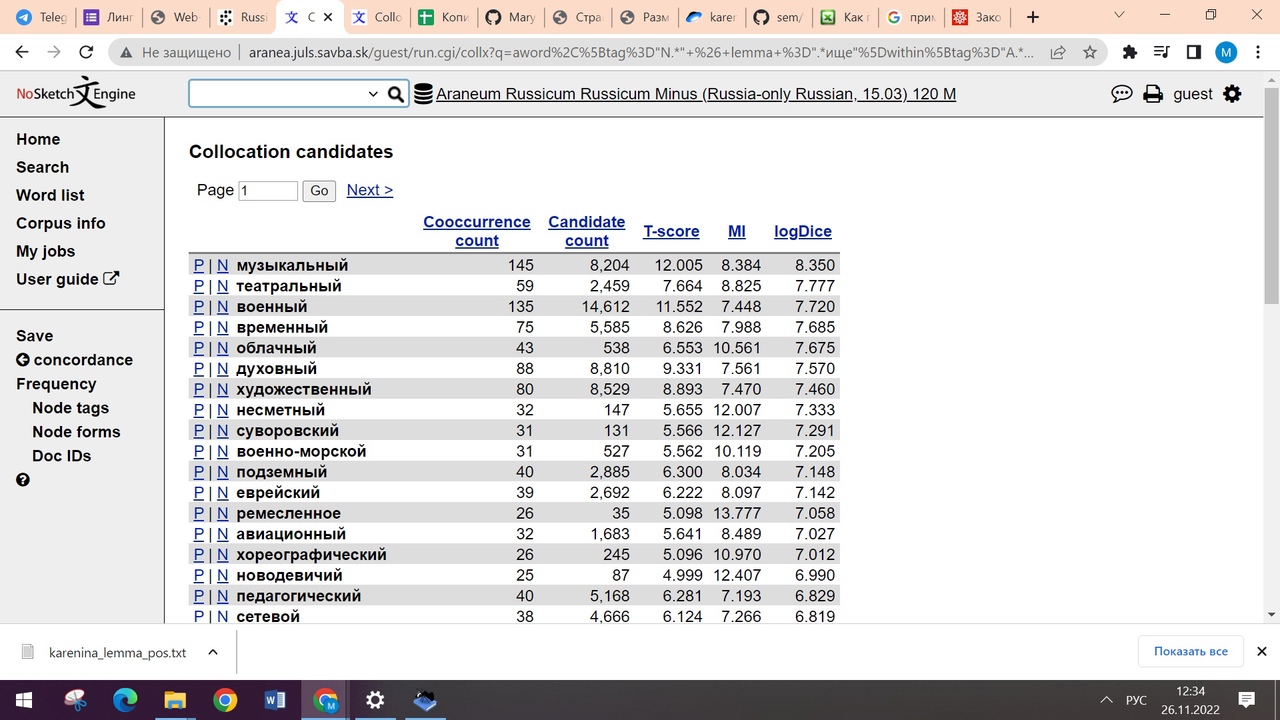 Teleg
Линг
Web-
Russi
С
Collo
Копи
Mary
Стра
Разм
karer
sem/
Как г
прим
Зако
Не защищено | aranea.juls.savba.sk/guest/run.cgi/collx?q=aword%2C%5Btag%3D"N.*"+%26+lemma+%3D".*ище"%5Dwithin%5Btag%3D"A.*...
M
NoSketch Engine
Araneum Russicum Russicum Minus (Russia-only Russian, 15.03) 120 M
guest
Home
Search
Word list
Corpus info
My jobs
User guide
Save
concordance
Frequency
Node tags
Node forms
Doc IDs
?
Collocation candidates
Page 1 Go Next >
Cooccurrence count Candidate count T-score MI logDice
P | N музыкальный 145 8,204 12.005 8.384 8.350
P | N театральный 59 2,459 7.664 8.825 7.777
P | N военный 135 14,612 11.552 7.448 7.720
P | N временный 75 5,585 8.626 7.988 7.685
P | N облачный 43 538 6.553 10.561 7.675
P | N духовный 88 8,810 9.331 7.561 7.570
P | N художественный 80 8,529 8.893 7.470 7.460
P | N несметный 32 147 5.655 12.007 7.333
P | N суворовский 31 131 5.566 12.127 7.291
P | N военно-морской 31 527 5.562 10.119 7.205
P | N подземный 40 2,885 6.300 8.034 7.148
P | N еврейский 39 2,692 6.222 8.097 7.142
P | N ремесленное 26 35 5.098 13.777 7.058
P | N авиационный 32 1,683 5.641 8.489 7.027
P | N хореографический 26 245 5.096 10.970 7.012
P | N новодевичий 25 87 4.999 12.407 6.990
P | N педагогический 40 5,168 6.281 7.193 6.829
P | N сетевой 38 4,666 6.124 7.266 6.819
karenina_lemma_pos.txt
Показать все
РУС
12:34
26.11.2022